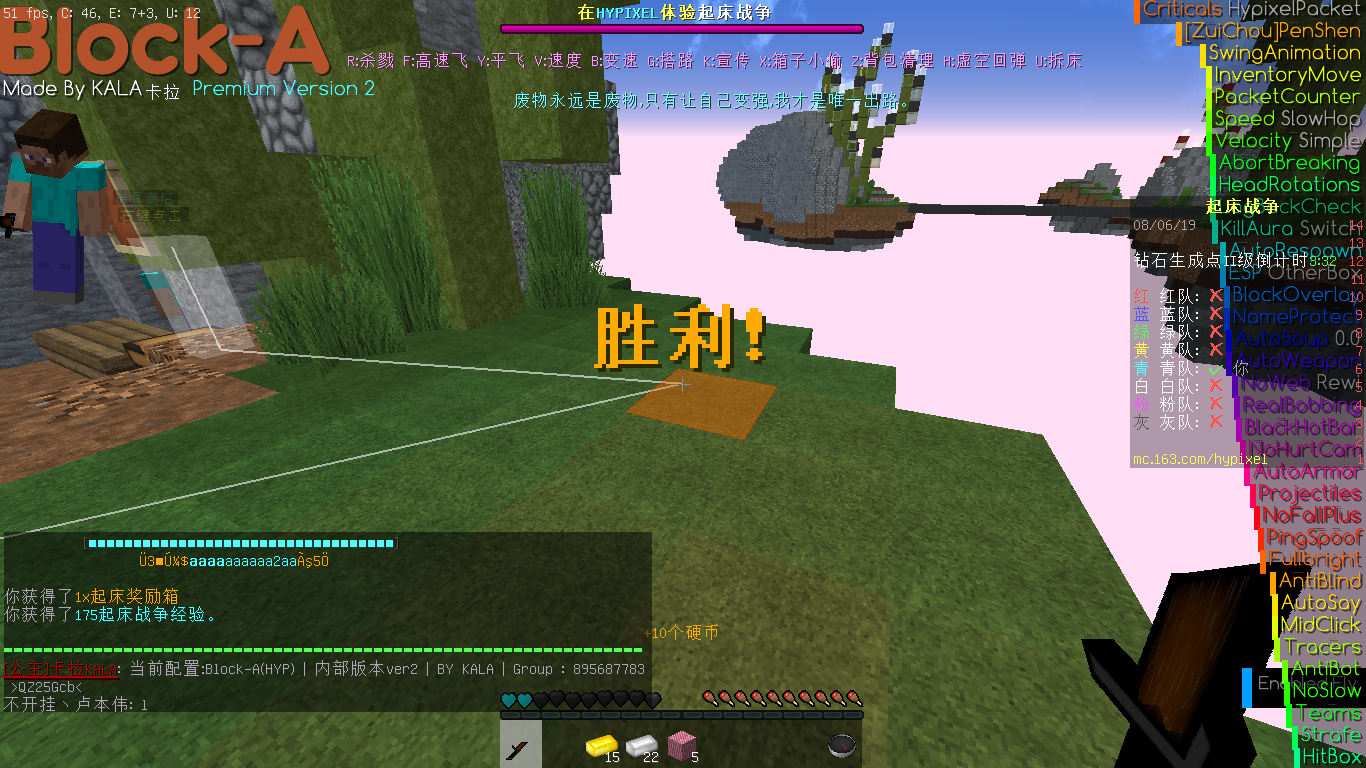 51 fps, C: 46, E: 7+3, U: 12
Block-A
Made By KALA卡拉 Premium Version 2
在HYPIXEL体验起床战争
R:杀戮 F:高速飞 Y:平飞 V:速度 B:变速 G:搭路 K:宣传 X:箱子小偷 Z:背包清理 H:虚空回弹 U:拆床
废物永远是废物,只有让自己变强,我才是唯一出路。
Criticals HypixelPacket
[ZuiChou]PenShen
SwingAnimation
InventoryMove
PacketCounter
Speed SlowHop
Velocity Simple
AbortBreaking
HeadRotations
KillAura Switch
AutoRespawn
ESP OtherBox
BlockOverlay
NameProtect
AutoSoup 0.0
AutoWeapon
NoWeb Rewi
RealBobbing
BlackHotBar
NoHurtCam
AutoArmor
Projectiles
NoFallPlus
PingSpoof
Fullbright
AntiBlind
AutoSay
MidClick
Tracers
AntiBot
NoSlow
Teams
Strafe
HitBox
起床战争
08/06/19
钻石生成点II级倒计时3:32
红 红队: ✗
蓝 蓝队: ✗
绿 绿队: ✗
黄 黄队: ✗
青 青队: ✓ 你
白 白队: ✗
粉队: ✗
灰 灰队: ✗
mc.163.com/hypixel
右键点击
胜利!
你获得了1x起床奖励箱
你获得了175起床战争经验。
+10个硬币
卡拉KALA: 当前配置:Block-A(HYP) | 内部版本ver2 | BY KALA | Group : 895687783
>QZ25Gcb<
不开挂丶卢本伟: 1
15
22
5